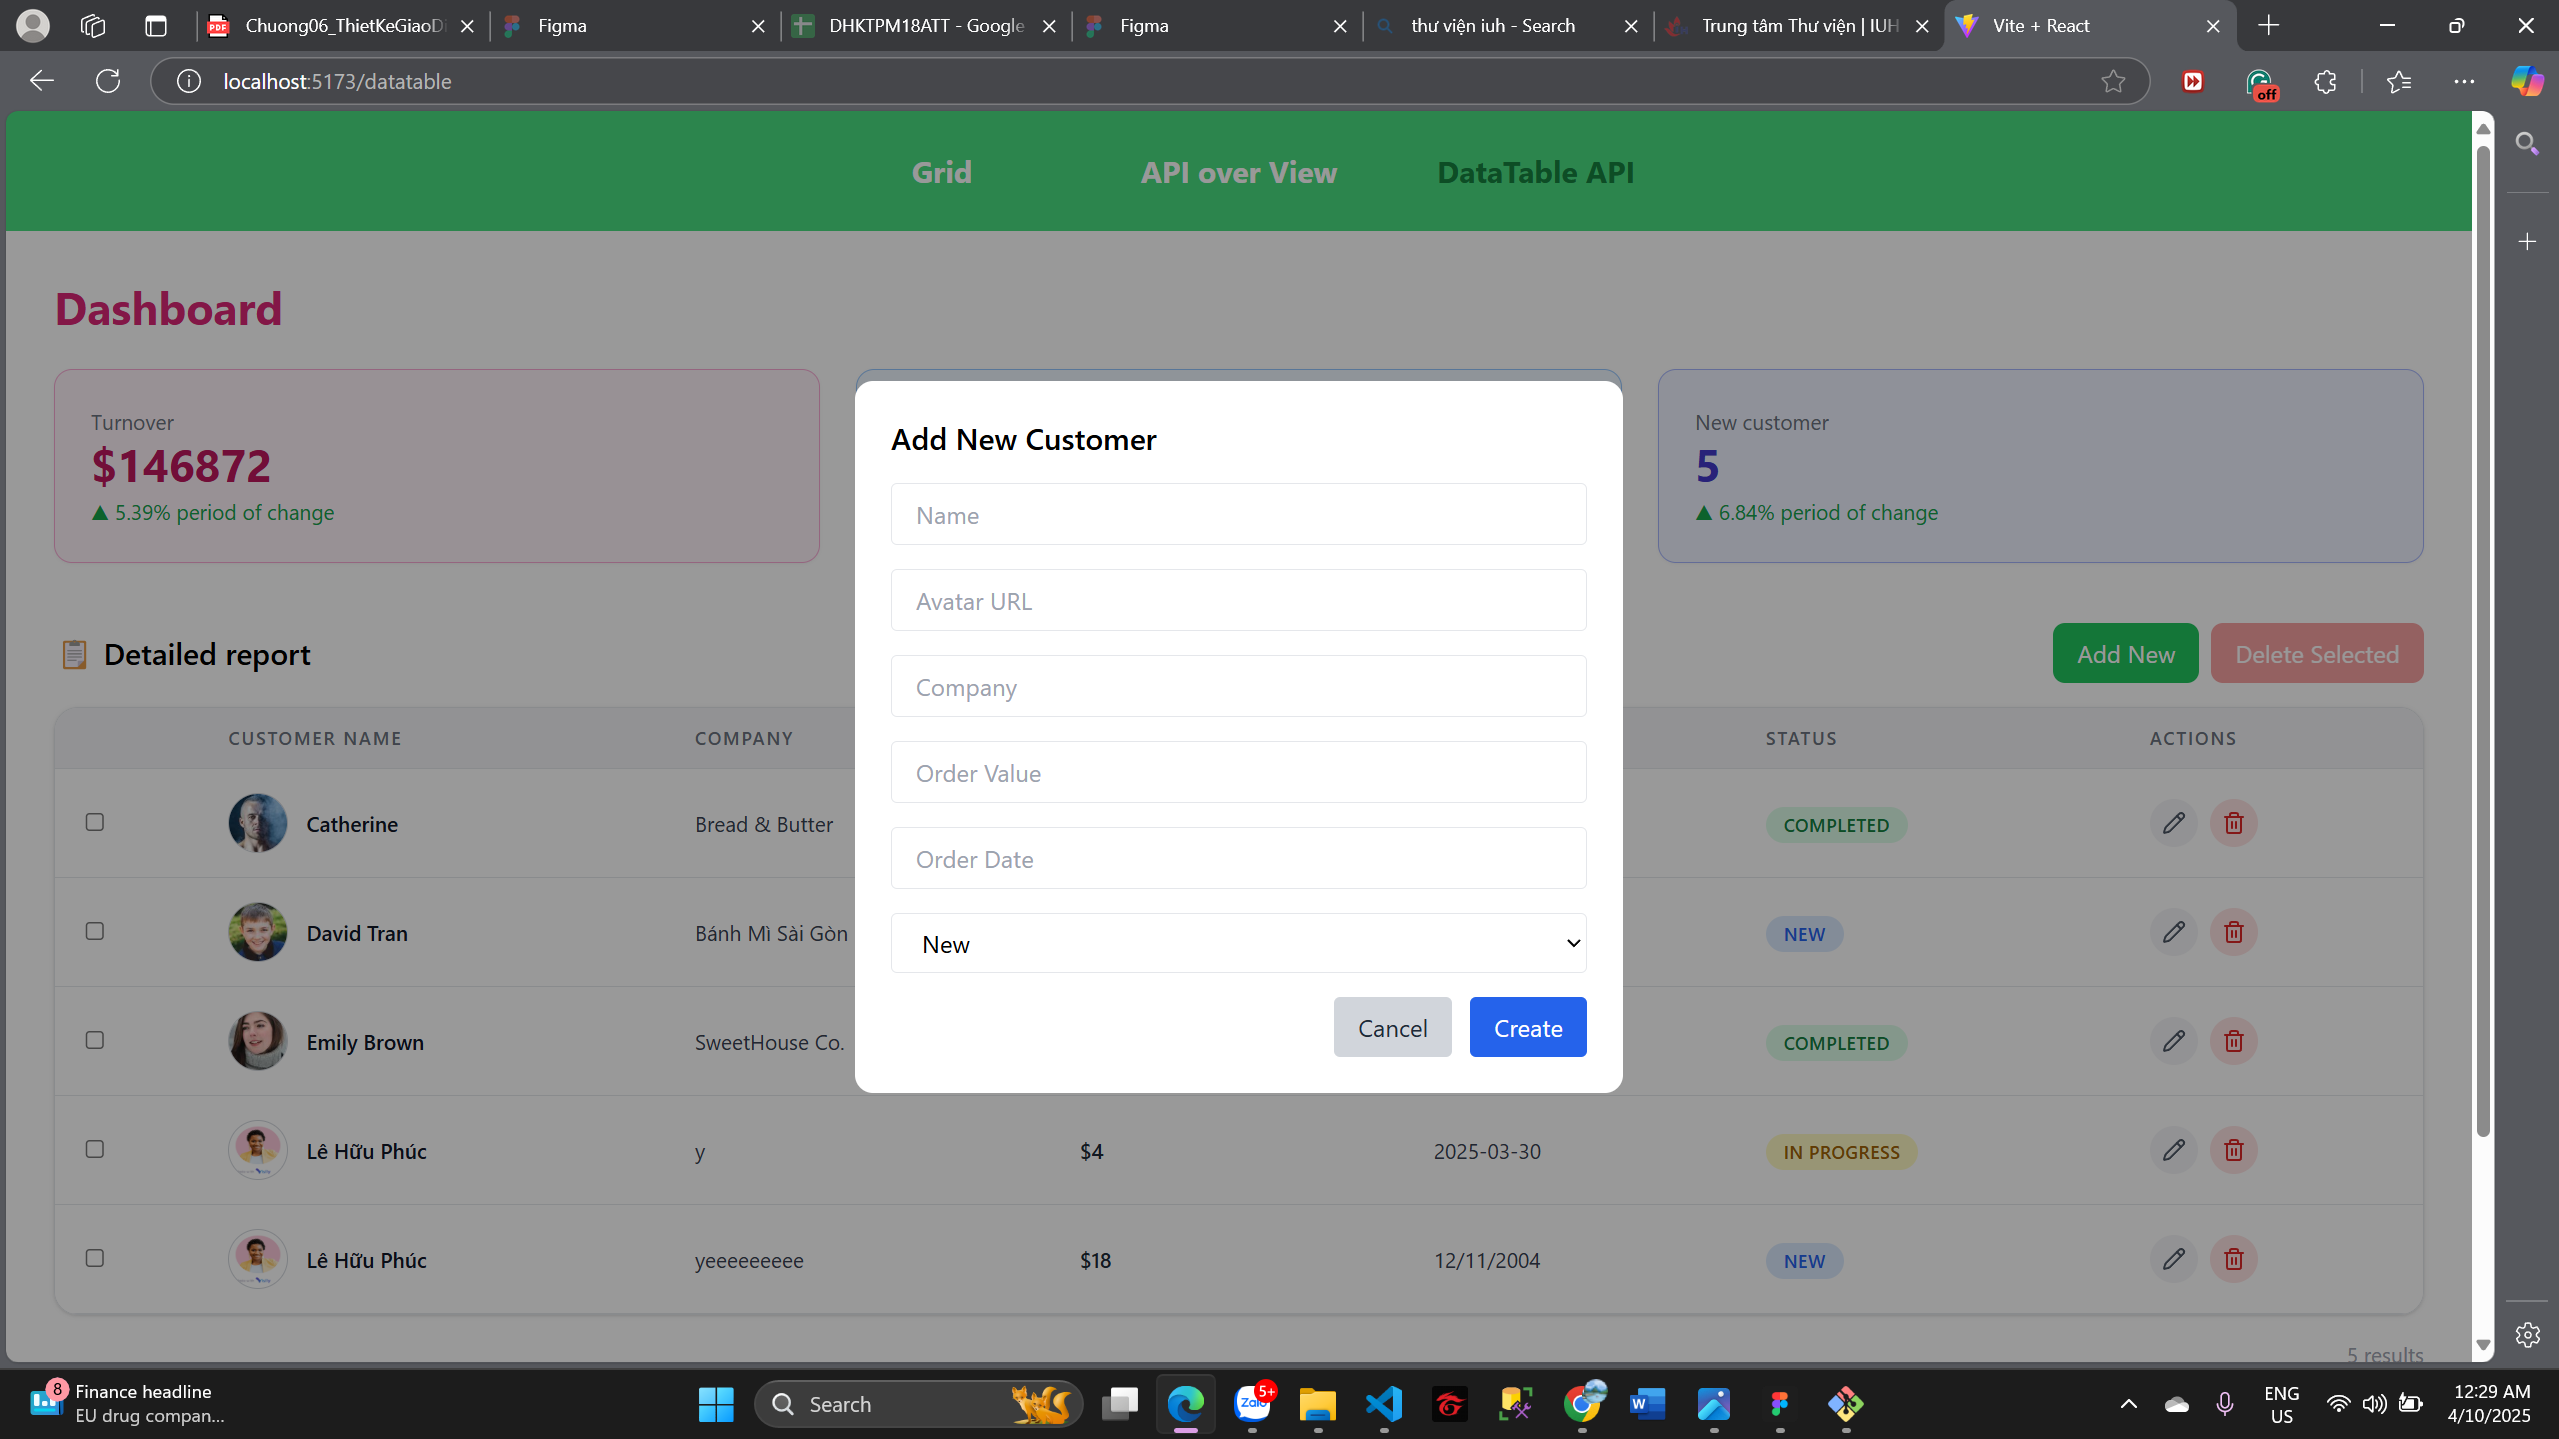 Chuong06_ThietKeGiaoDi
Figma
DHKTPM18ATT - Google
Figma
thư viện iuh - Search
Trung tâm Thư viện | IUH
Vite + React
localhost:5173/datatable
off
Grid
API over View
DataTable API
Dashboard
Turnover
$146872
▲ 5.39% period of change
New customer
5
▲ 6.84% period of change
Add New Customer
Name
Avatar URL
Company
Order Value
Order Date
New
Cancel
Create
Detailed report
Add New
Delete Selected
CUSTOMER NAME
COMPANY
STATUS
ACTIONS
Catherine
Bread & Butter
COMPLETED
David Tran
Bánh Mì Sài Gòn
NEW
Emily Brown
SweetHouse Co.
COMPLETED
Lê Hữu Phúc
y
$4
2025-03-30
IN PROGRESS
Lê Hữu Phúc
yeeeeeeeee
$18
12/11/2004
NEW
5 results
8
Finance headline
EU drug compan...
Search
Zalo
5+
ENG
US
12:29 AM
4/10/2025